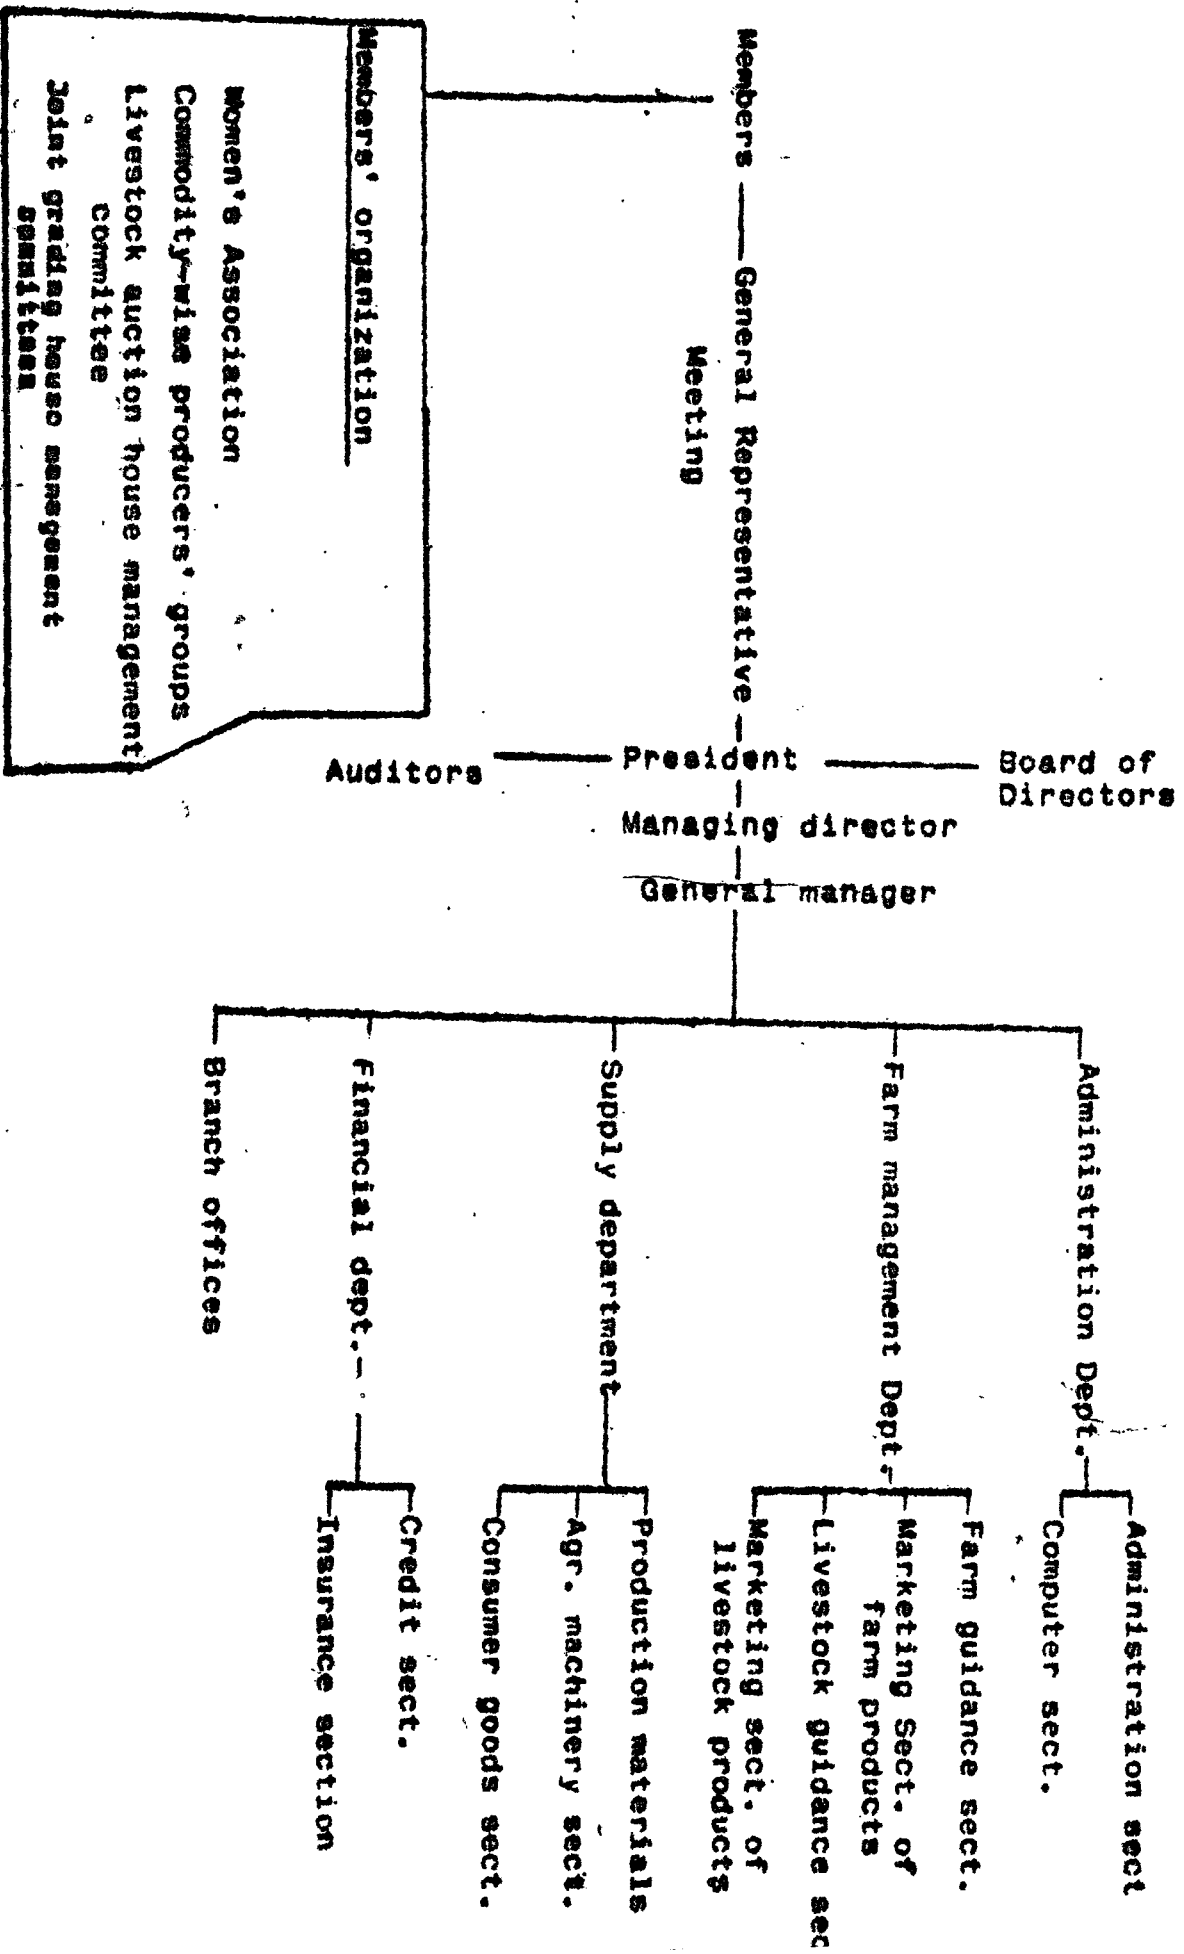 Members
General Representative
Meeting
Members' organization
Women's Association
Commodity-wise producers' groups
Livestock auction house management
committee
Joint grading house management
committees
Auditors
President
Board of
Directors
Managing director
General manager
Administration Dept.
Administration sect
Computer sect.
Farm management Dept.
Farm guidance sect.
Marketing Sect. of
farm products
Livestock guidance sec
Marketing sect. of
livestock products
Supply department
Production materials
Agr. machinery sect.
Consumer goods sect.
Financial dept.
Credit sect.
Insurance section
Branch offices